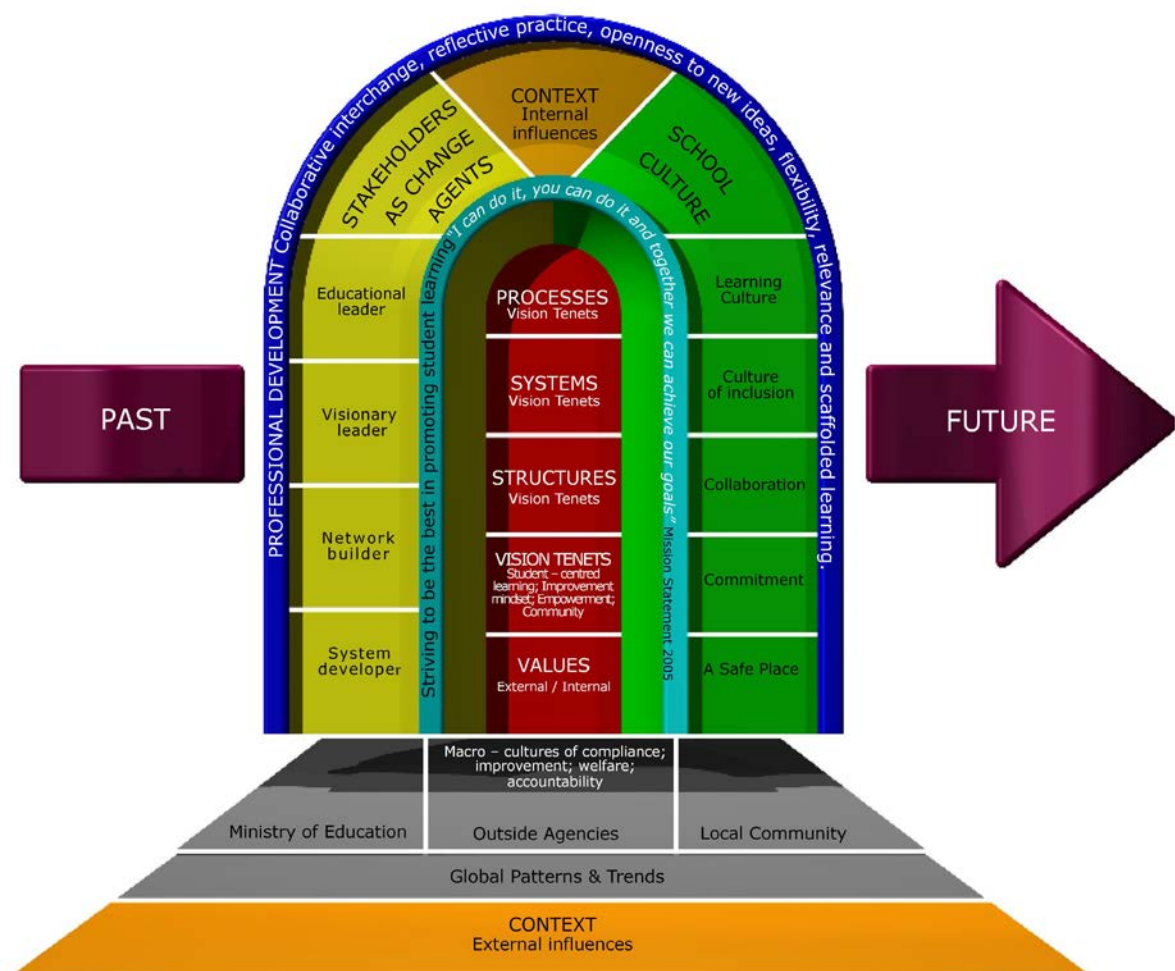 PROFESSIONAL DEVELOPMENT Collaborative interchange, reflective practice, openness to new ideas, flexibility, relevance and scaffolded learning.
CONTEXT
Internal
influences
STAKEHOLDERS
AS CHANGE
AGENTS
SCHOOL
CULTURE
Striving to be the best in promoting student learning "I can do it, you can do it and together we can achieve our goals" Mission Statement 2005
Educational
leader
Visionary
leader
Network
builder
System
developer
PROCESSES
Vision Tenets
SYSTEMS
Vision Tenets
STRUCTURES
Vision Tenets
VISION TENETS
Student – centred
learning; Improvement
mindset; Empowerment;
Community
VALUES
External / Internal
Learning
Culture
Culture
of inclusion
Collaboration
Commitment
A Safe Place
PAST
FUTURE
Macro – cultures of compliance;
improvement; welfare;
accountability
Ministry of Education
Outside Agencies
Local Community
Global Patterns & Trends
CONTEXT
External influences